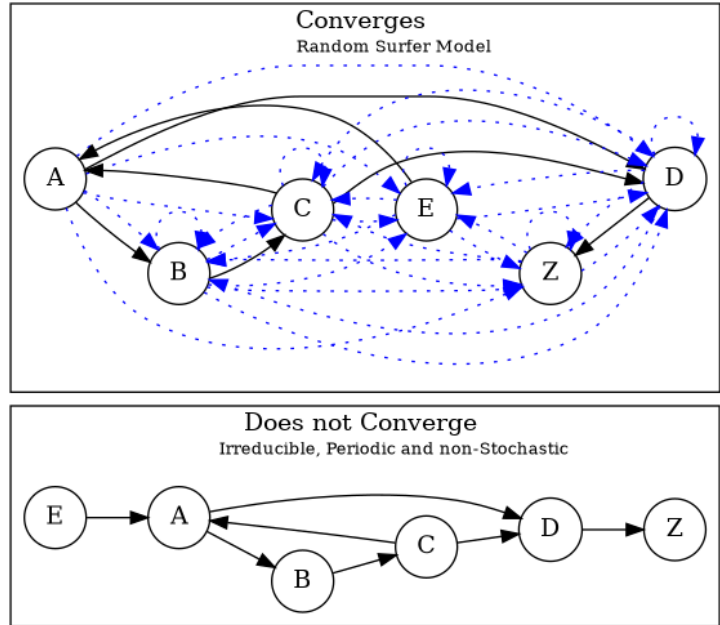 Converges
Random Surfer Model
A
C
E
D
B
Z
Does not Converge
Irreducible, Periodic and non-Stochastic
E
A
B
C
D
Z